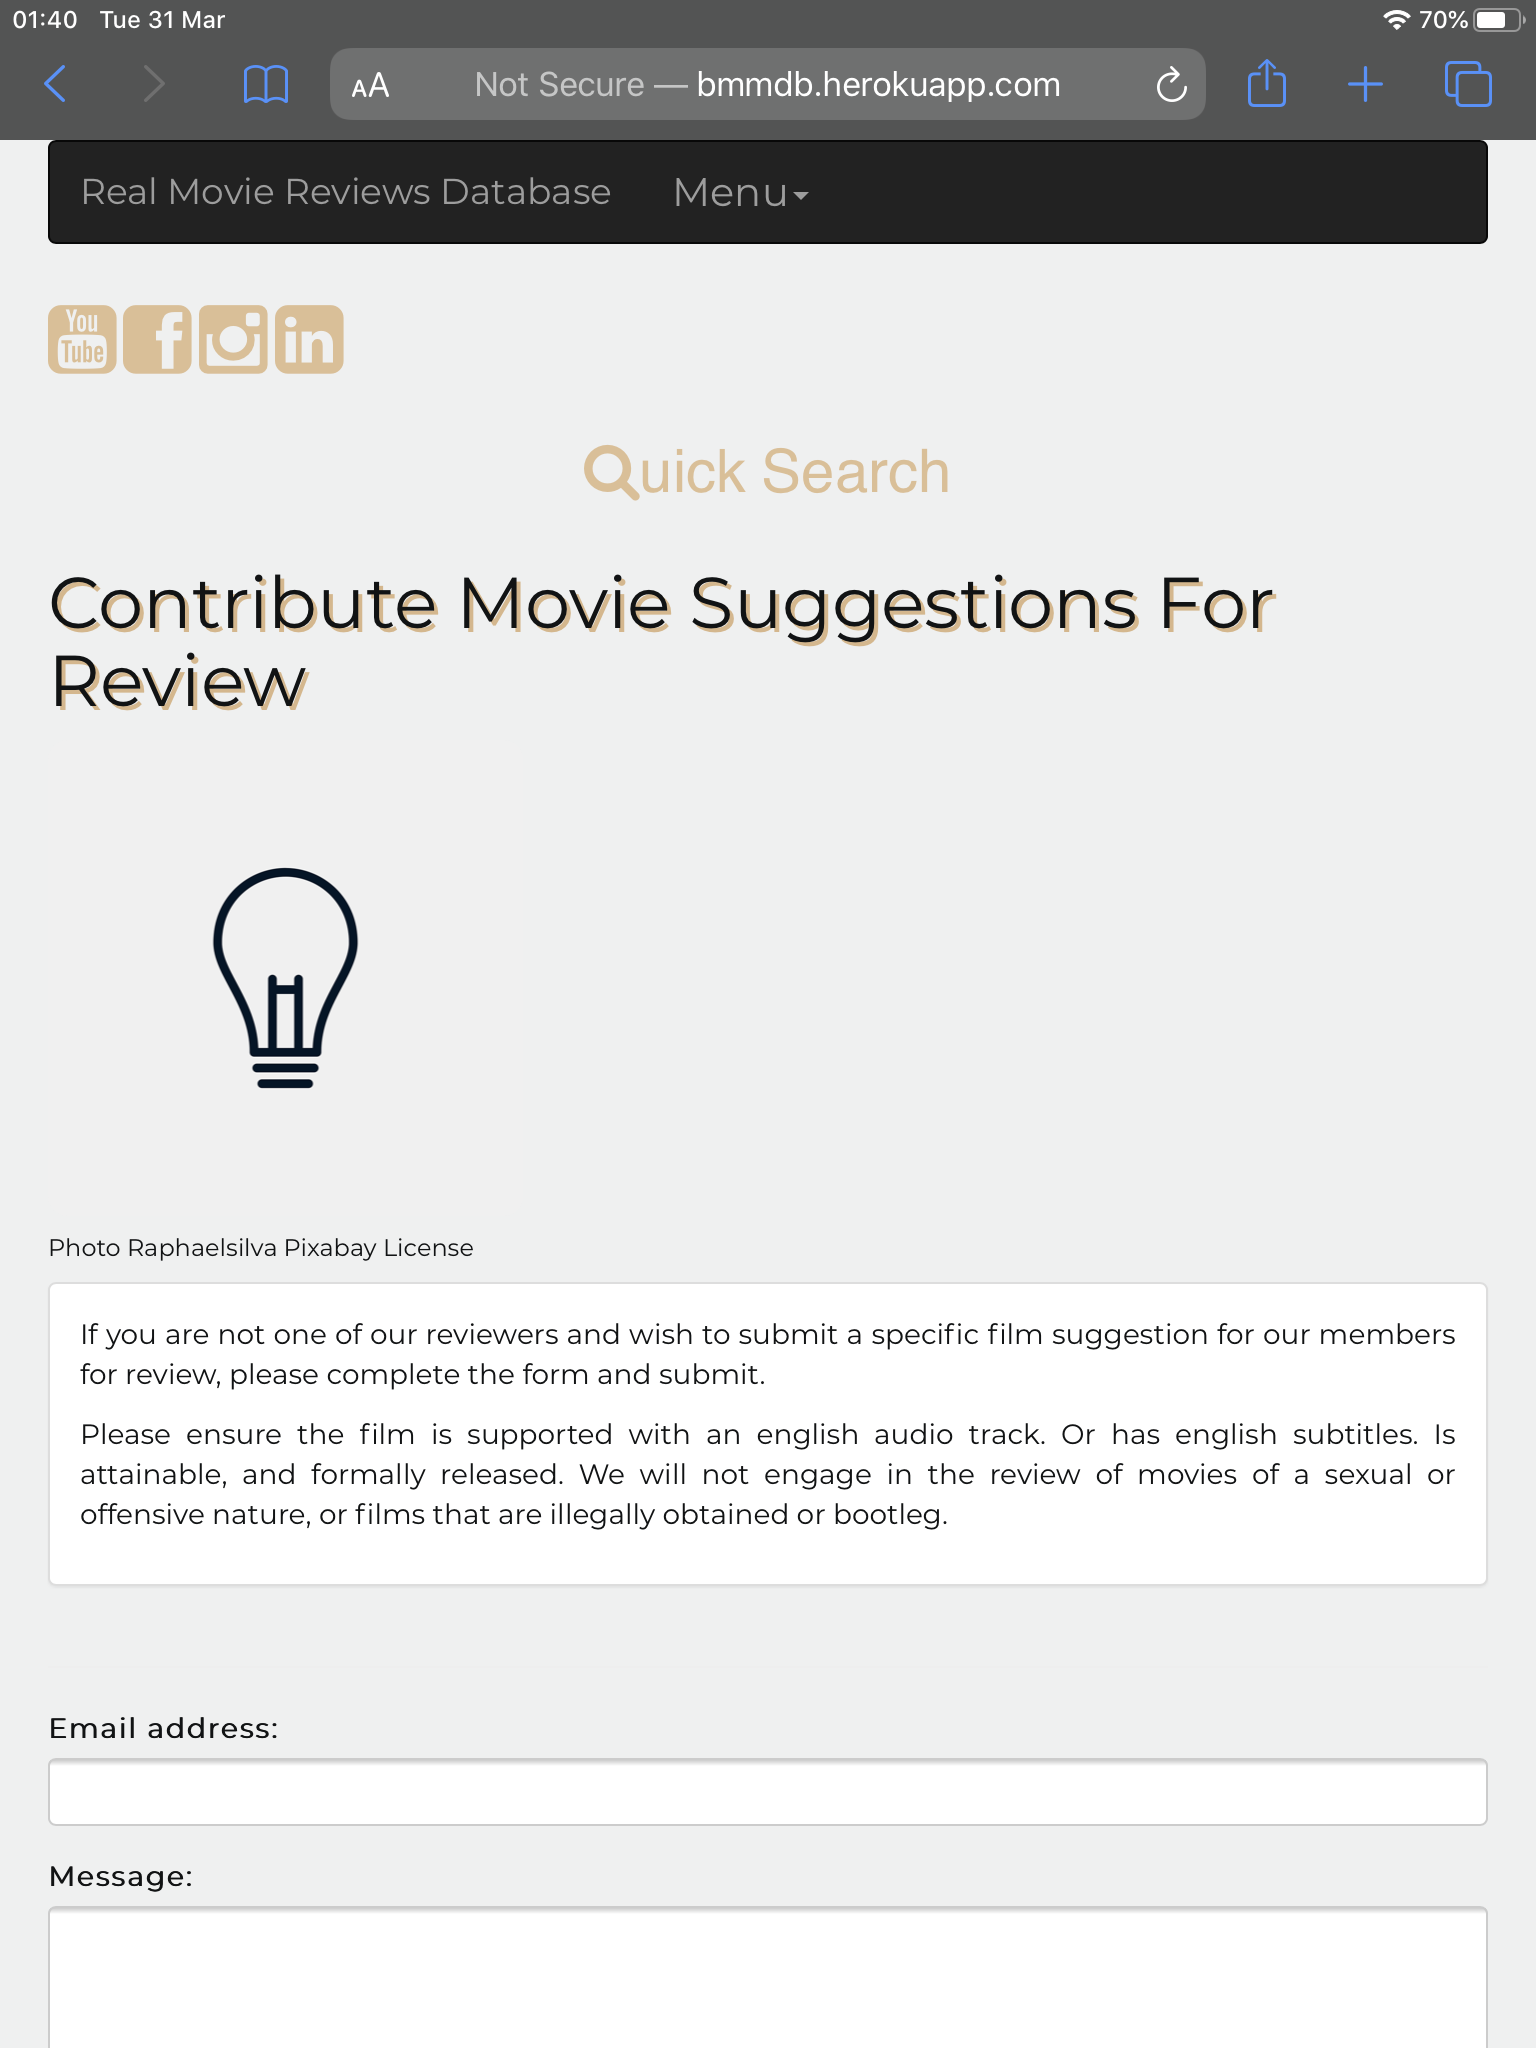 01:40 Tue 31 Mar 70%
AA Not Secure — bmmdb.herokuapp.com
Real Movie Reviews Database Menu
You
Tube f in
Quick Search
Contribute Movie Suggestions For
Review
Photo Raphaelsilva Pixabay License
If you are not one of our reviewers and wish to submit a specific film suggestion for our members
for review, please complete the form and submit.
Please ensure the film is supported with an english audio track. Or has english subtitles. Is
attainable, and formally released. We will not engage in the review of movies of a sexual or
offensive nature, or films that are illegally obtained or bootleg.
Email address:
Message: